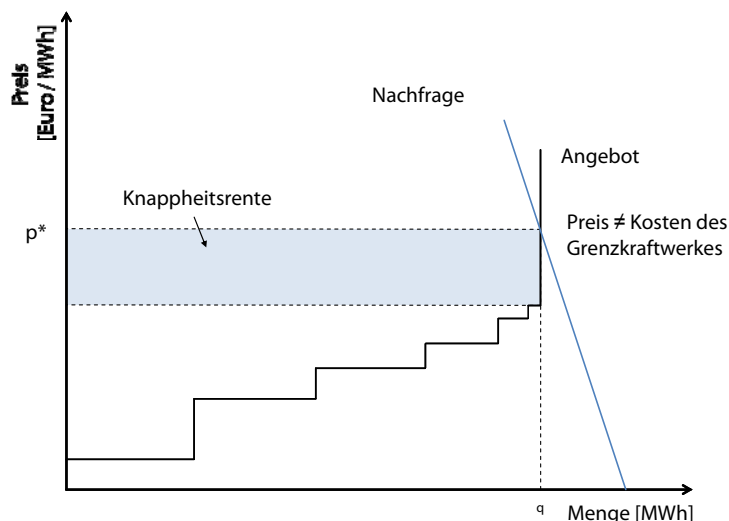 Preis
[Euro / MWh]
Nachfrage
Angebot
Knappheitsrente
p*
Preis ≠ Kosten des
Grenzkraftwerkes
q
Menge [MWh]